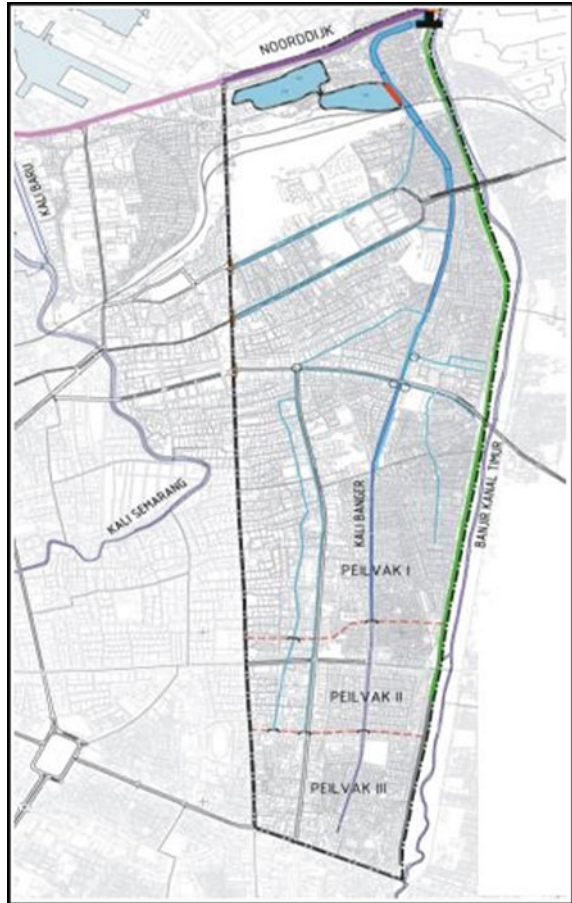 NOORDDIJK
KALI BARU
KALI SEMARANG
KALI BANGER
BANJIR KANAL TIMUR
PEILVAK I
PEILVAK II
PEILVAK III